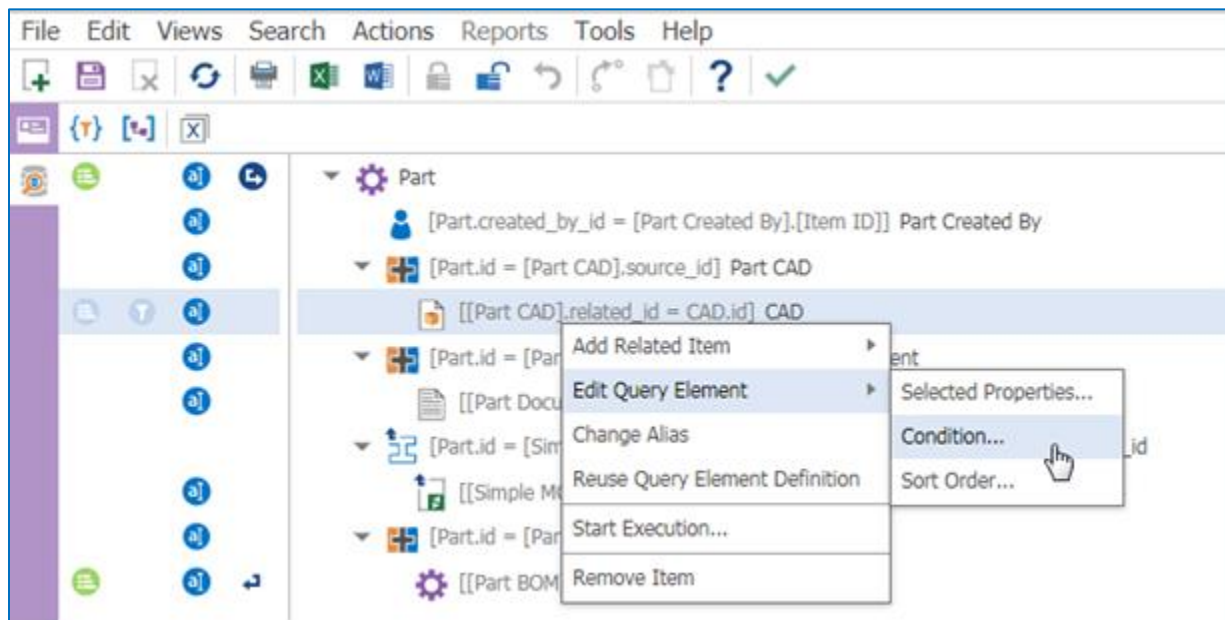 File Edit Views Search Actions Reports Tools Help
Part
[Part.created_by_id = [Part Created By].[Item ID]] Part Created By
[Part.id = [Part CAD].source_id] Part CAD
[[Part CAD].related_id = CAD.id] CAD
Add Related Item
[Part.id = [Par
ent
Edit Query Element
Selected Properties...
[[Part Docu
Change Alias
Condition...
[Part.id = [Sim
_id
Reuse Query Element Definition
Sort Order...
[[Simple M
Start Execution...
[Part.id = [Par
Remove Item
[[Part BOM